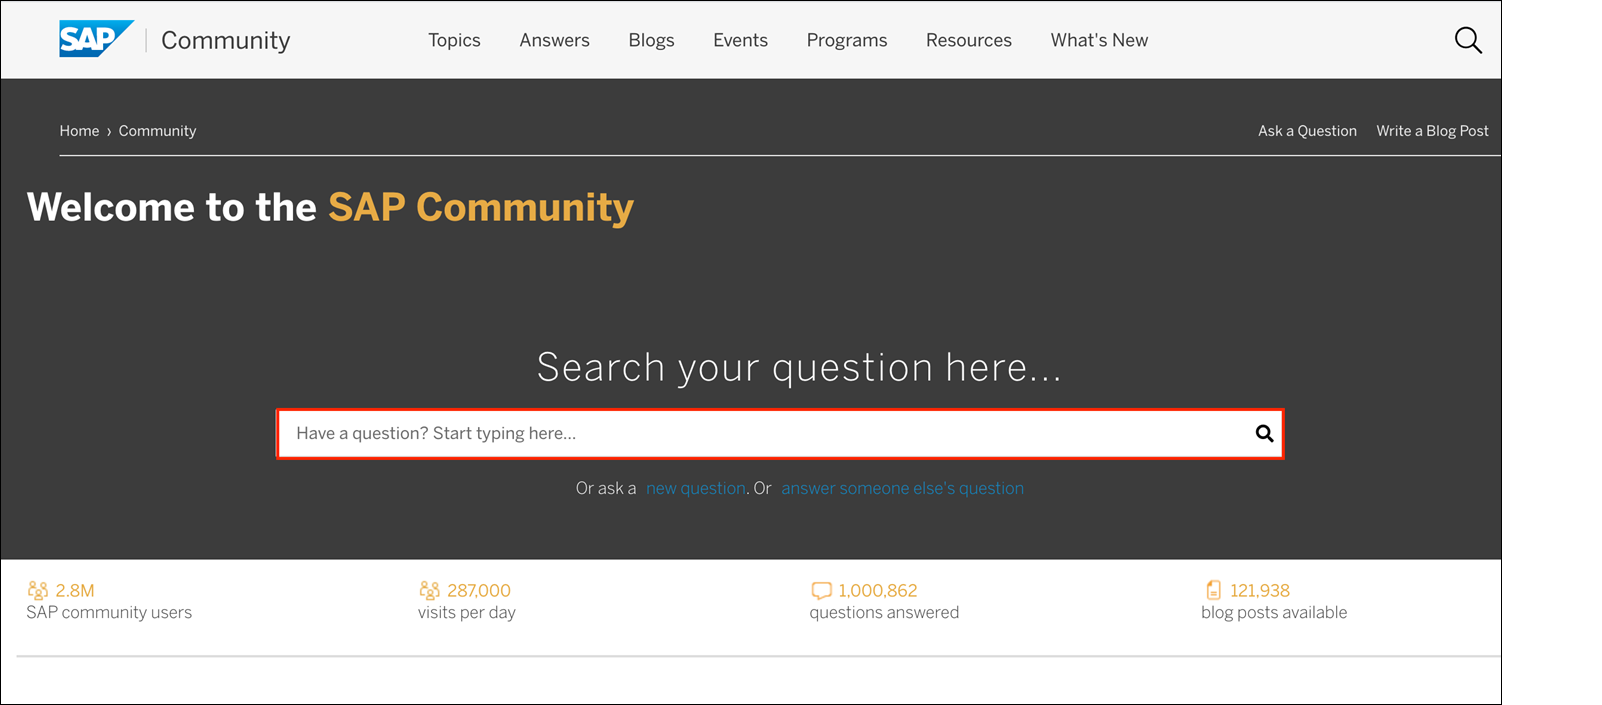 SAP Community Topics Answers Blogs Events Programs Resources What's New
Home › Community Ask a Question Write a Blog Post
Welcome to the SAP Community
Search your question here...
Have a question? Start typing here...
Or ask a new question. Or answer someone else's question
2.8M 287,000 1,000,862 121,938
SAP community users visits per day questions answered blog posts available